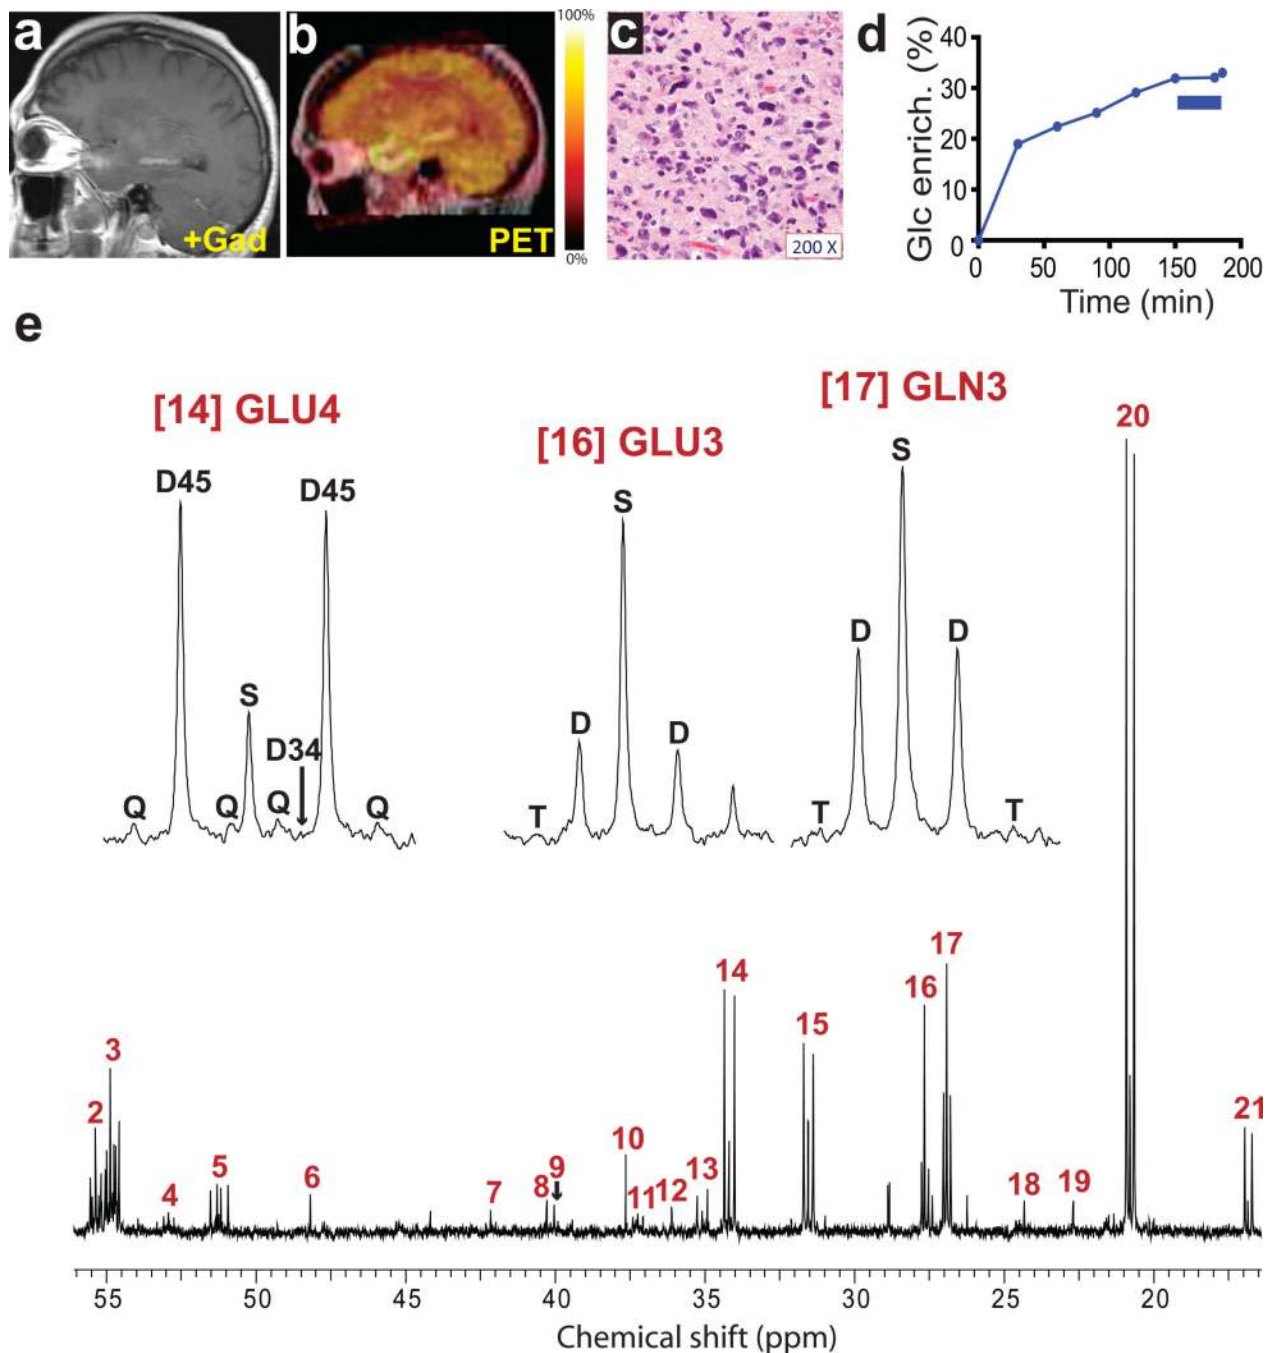 a
+Gad
b
PET
100%
0%
c
200 X
d
Glc enrich. (%)
40
30
20
10
0
0 50 100 150 200
Time (min)
e
[14] GLU4
D45 D45
S
D34
Q Q Q Q
[16] GLU3
S
D D
T
[17] GLN3
S
D D
T T
2 3 4 5 6 7 8 9 10 11 12 13 14 15 16 17 18 19 20 21
55 50 45 40 35 30 25 20
Chemical shift (ppm)